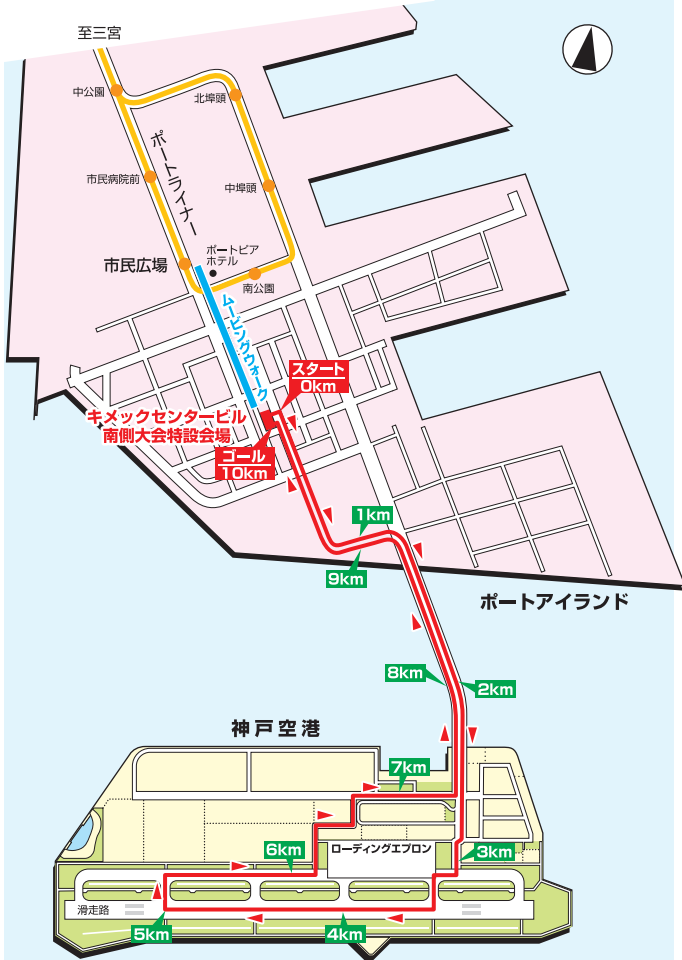 至三宮
中公園
北埠頭
ポートライナー
市民病院前
中埠頭
ポートピア
ホテル
市民広場
南公園
ムービングウォーク
スタート
0km
キメックセンタービル
南側大会特設会場
ゴール
10km
1km
9km
ポートアイランド
8km
2km
神戸空港
7km
6km
ローディングエプロン
3km
滑走路
5km
4km